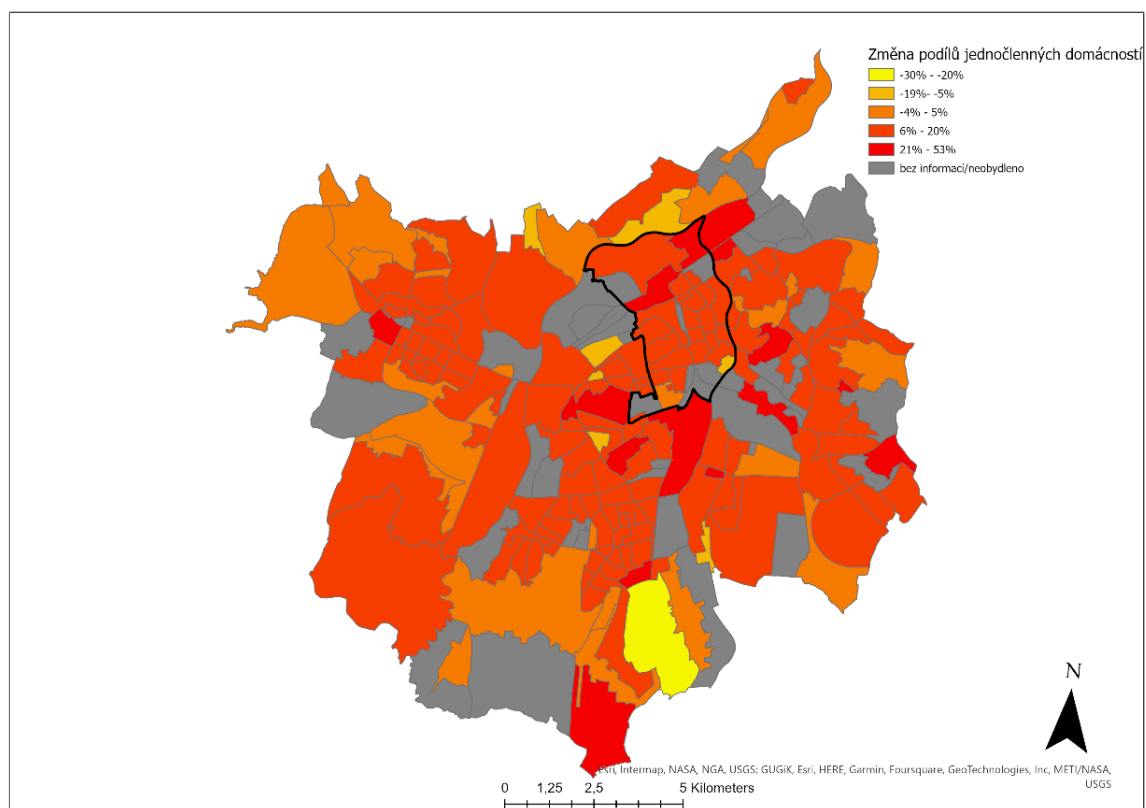 Změna podílů jednočlenných domácností
-30% - -20%
-19%- -5%
-4% - 5%
6% - 20%
21% - 53%
bez informací/neobydleno
N
Esri, Intermap, NASA, NGA, USGS; GUGiK, Esri, HERE, Garmin, Foursquare, GeoTechnologies, Inc, METI/NASA,
USGS
0 1,25 2,5 5 Kilometers